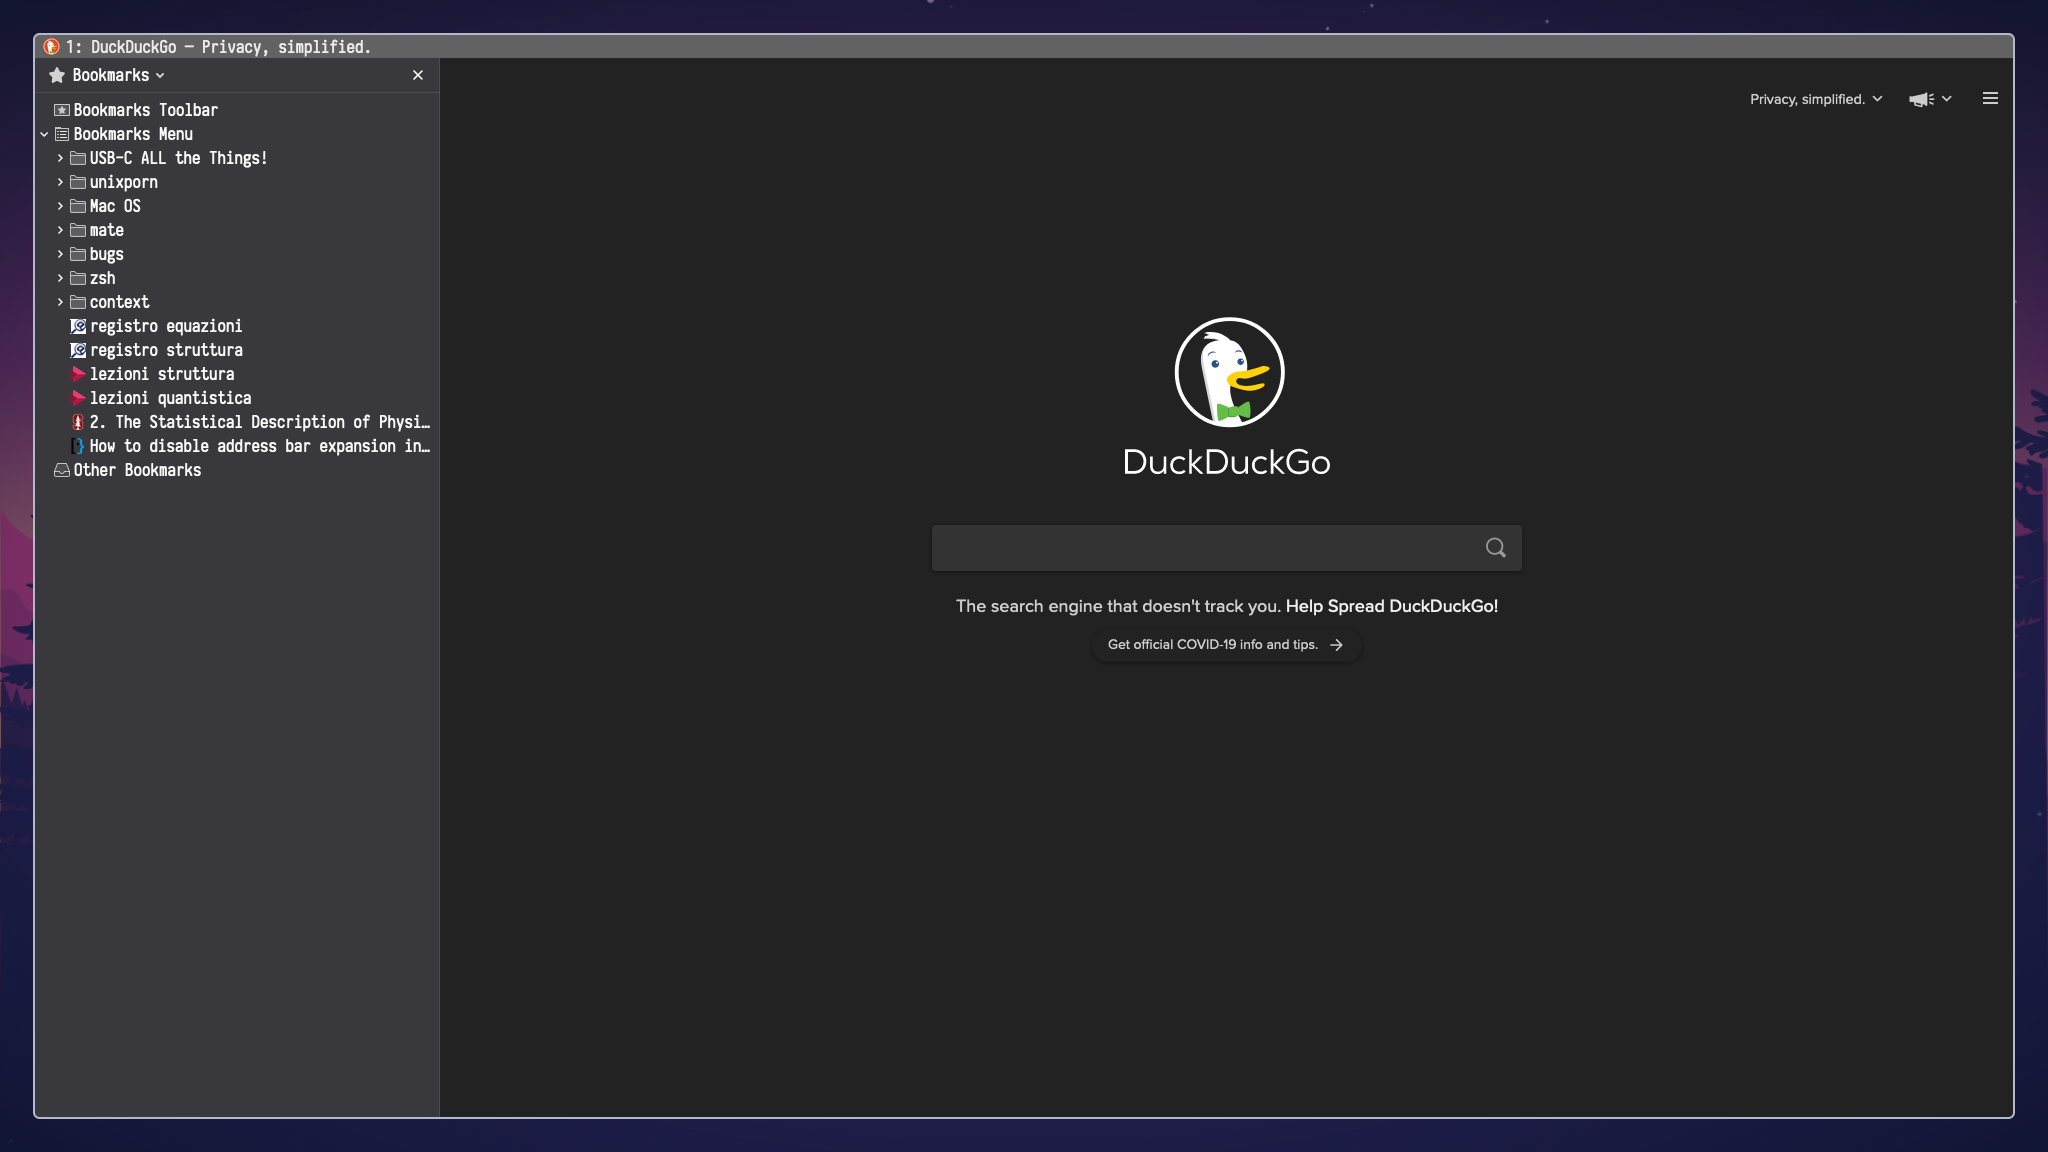 1: DuckDuckGo — Privacy, simplified.
Bookmarks
Bookmarks Toolbar
Bookmarks Menu
USB-C ALL the Things!
unixporn
Mac OS
mate
bugs
zsh
context
registro equazioni
registro struttura
lezioni struttura
lezioni quantistica
2. The Statistical Description of Physi…
How to disable address bar expansion in…
Other Bookmarks
Privacy, simplified.
DuckDuckGo
The search engine that doesn't track you. Help Spread DuckDuckGo!
Get official COVID-19 info and tips.